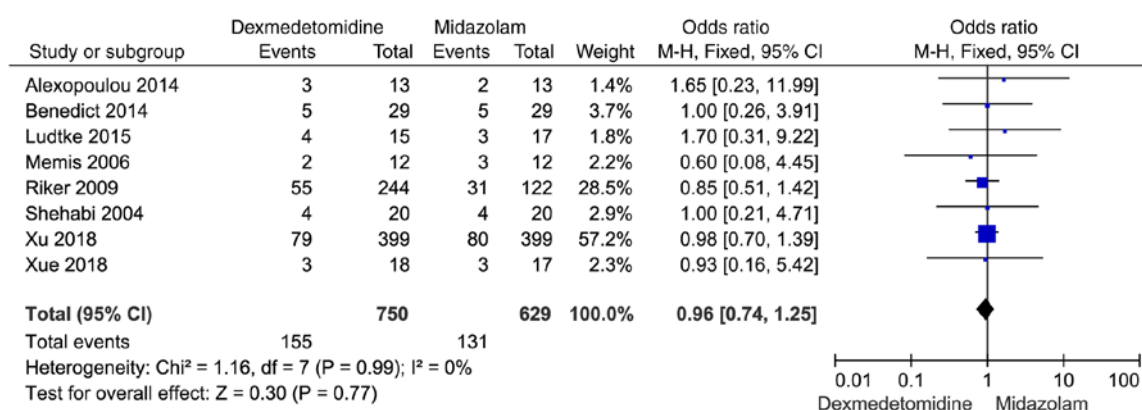 Dexmedetomidine Midazolam Odds ratio Odds ratio
Study or subgroup Events Total Events Total Weight M-H, Fixed, 95% CI M-H, Fixed, 95% CI
Alexopoulou 2014 3 13 2 13 1.4% 1.65 [0.23, 11.99]
Benedict 2014 5 29 5 29 3.7% 1.00 [0.26, 3.91]
Ludtke 2015 4 15 3 17 1.8% 1.70 [0.31, 9.22]
Memis 2006 2 12 3 12 2.2% 0.60 [0.08, 4.45]
Riker 2009 55 244 31 122 28.5% 0.85 [0.51, 1.42]
Shehabi 2004 4 20 4 20 2.9% 1.00 [0.21, 4.71]
Xu 2018 79 399 80 399 57.2% 0.98 [0.70, 1.39]
Xue 2018 3 18 3 17 2.3% 0.93 [0.16, 5.42]
Total (95% CI) 750 629 100.0% 0.96 [0.74, 1.25]
Total events 155 131
Heterogeneity: Chi² = 1.16, df = 7 (P = 0.99); I² = 0%
Test for overall effect: Z = 0.30 (P = 0.77)
0.01 0.1 1 10 100
Dexmedetomidine Midazolam